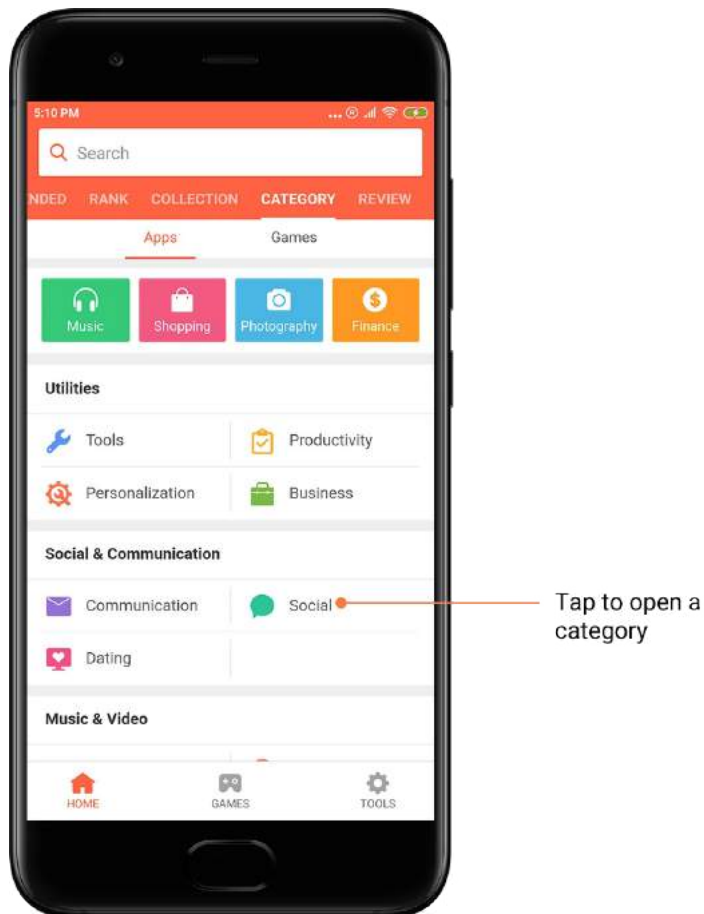 5:10 PM
Search
NDED RANK COLLECTION CATEGORY REVIEW
Apps Games
Music Shopping Photography Finance
Utilities
Tools Productivity
Personalization Business
Social & Communication
Communication Social
Tap to open a
category
Dating
Music & Video
HOME GAMES TOOLS